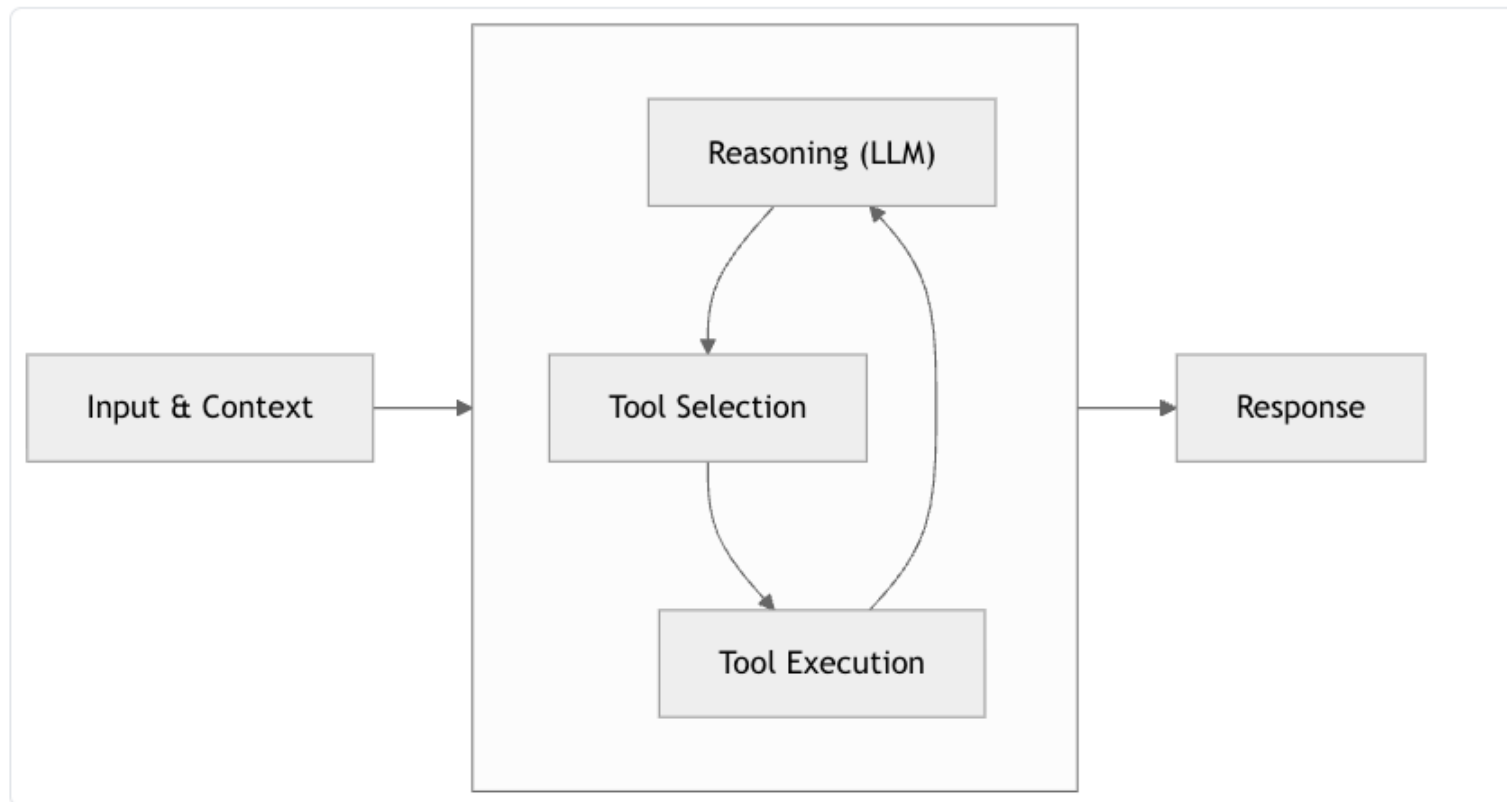 Reasoning (LLM)
Input & Context
Tool Selection
Response
Tool Execution